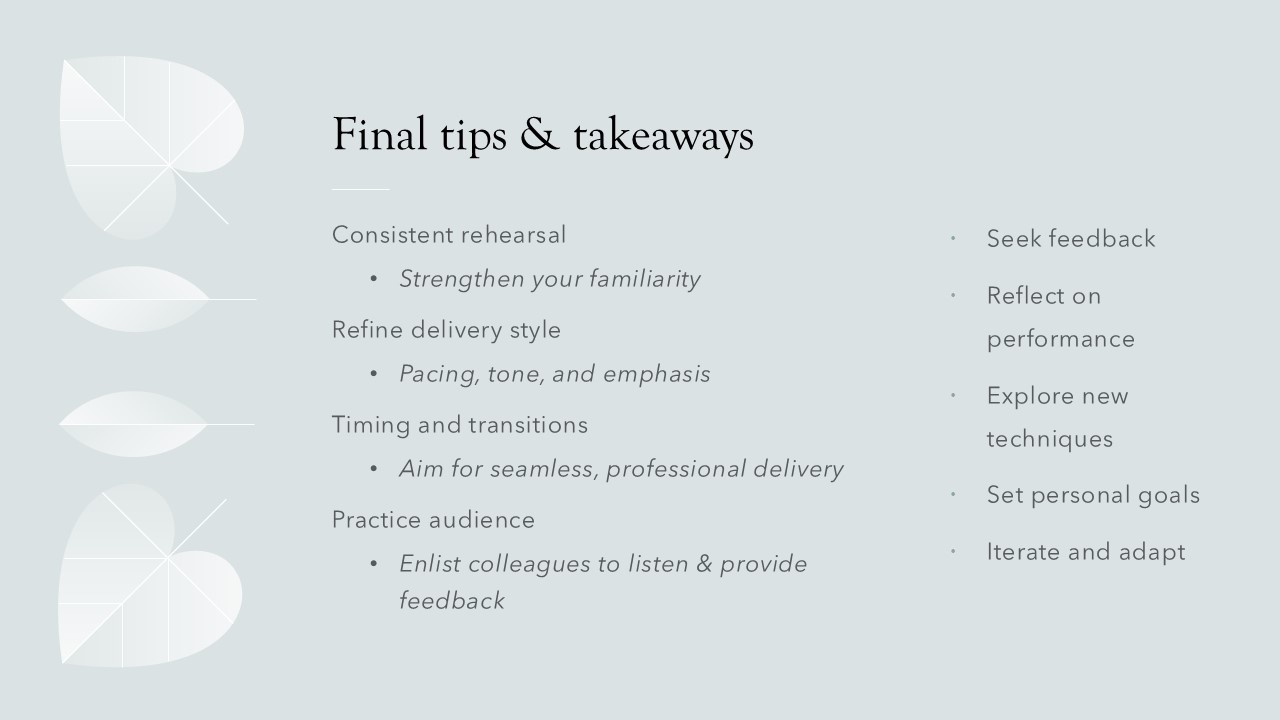 Final tips & takeaways
Consistent rehearsal
• Strengthen your familiarity
Refine delivery style
• Pacing, tone, and emphasis
Timing and transitions
• Aim for seamless, professional delivery
Practice audience
• Enlist colleagues to listen & provide
feedback
• Seek feedback
• Reflect on
performance
• Explore new
techniques
• Set personal goals
• Iterate and adapt